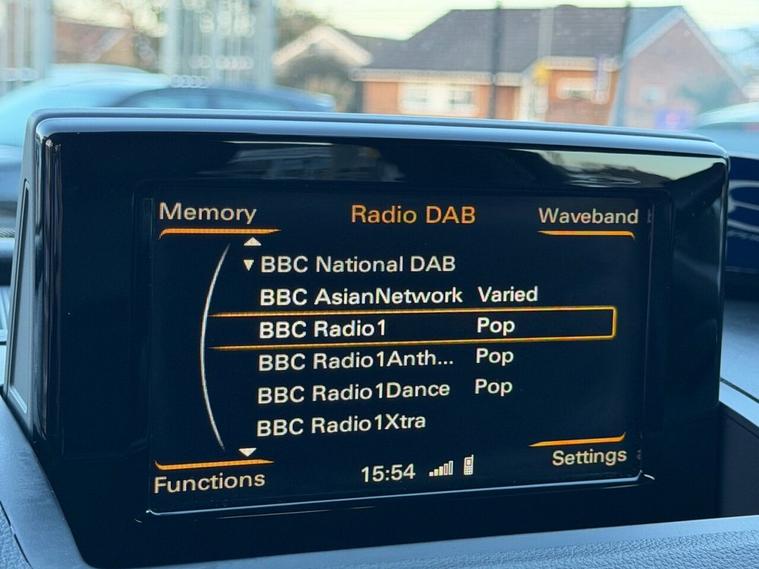 Memory Radio DAB Waveband
BBC National DAB
BBC AsianNetwork Varied
BBC Radio1 Pop
BBC Radio1Anth... Pop
BBC Radio1Dance Pop
BBC Radio1Xtra
Functions 15:54 Settings